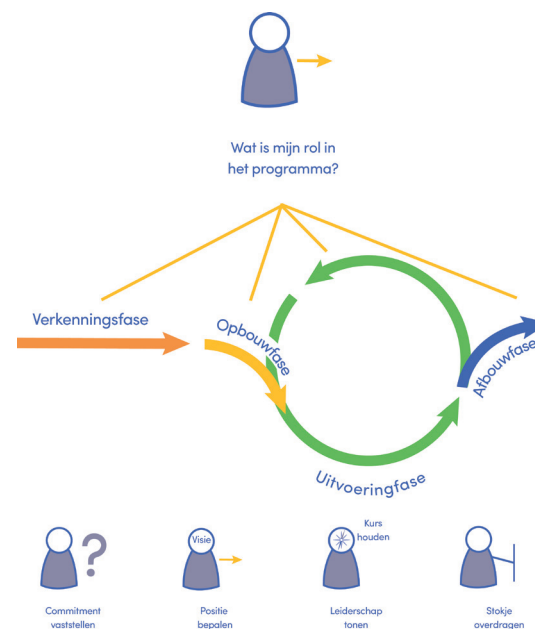 Wat is mijn rol in
het programma?
Verkenningsfase
Opbouwfase
Afbouwfase
Uitvoeringfase
?
Visie
Kurs
houden
Commitment
vaststellen
Positie
bepalen
Leiderschap
tonen
Stokje
overdragen